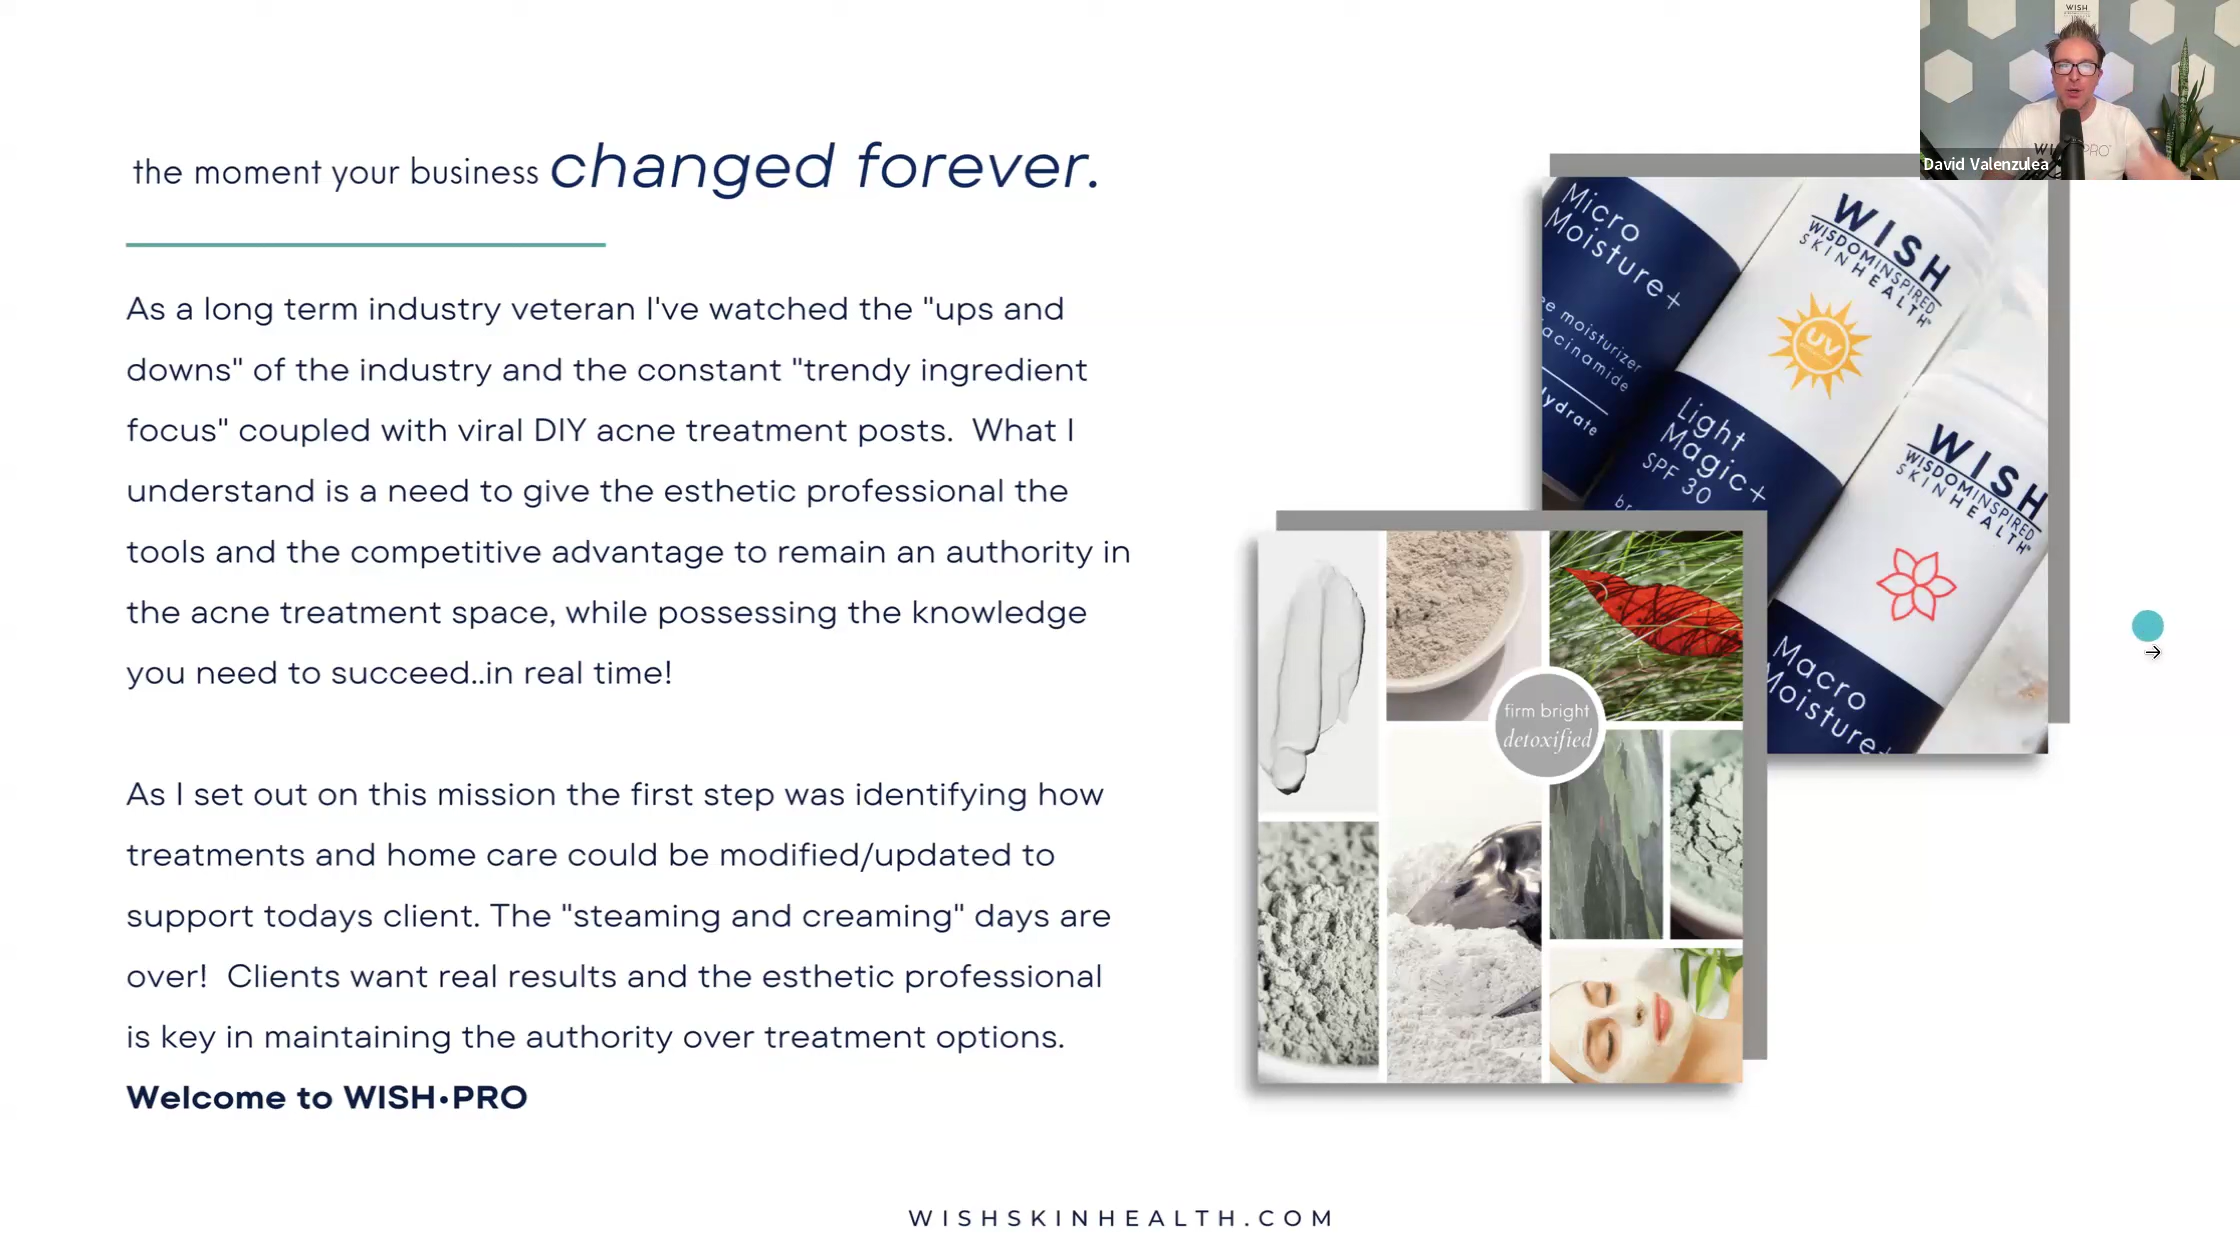 WISH
David Valenzulea
the moment your business changed forever.
As a long term industry veteran I've watched the "ups and
downs" of the industry and the constant "trendy ingredient
focus" coupled with viral DIY acne treatment posts.  What I
understand is a need to give the esthetic professional the
tools and the competitive advantage to remain an authority in
the acne treatment space, while possessing the knowledge
you need to succeed..in real time!
As I set out on this mission the first step was identifying how
treatments and home care could be modified/updated to
support todays client. The "steaming and creaming" days are
over!  Clients want real results and the esthetic professional
is key in maintaining the authority over treatment options.
Welcome to WISH•PRO
Micro
Moisture+
moisturizer
WISH
WISDOMINSPIRED
SKINHEALTH™
UV
Light
Magic+
SPF 30
WISH
WISDOMINSPIRED
SKINHEALTH™
Macro
Moisture+
firm bright
detoxified
WISHSKINHEALTH.COM